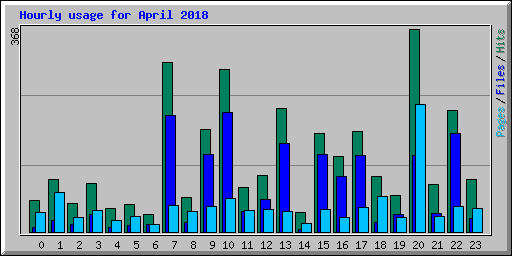 Hourly usage for April 2018
368
Pages / Files / Hits
0 1 2 3 4 5 6 7 8 9 10 11 12 13 14 15 16 17 18 19 20 21 22 23